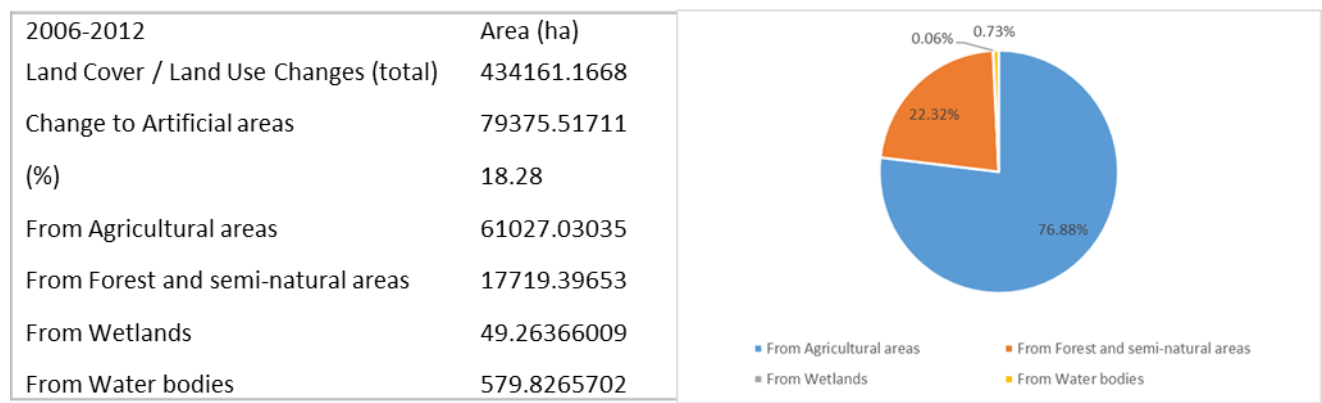 2006-2012 Area (ha)
Land Cover / Land Use Changes (total) 434161.1668
Change to Artificial areas 79375.51711
(%) 18.28
From Agricultural areas 61027.03035
From Forest and semi-natural areas 17719.39653
From Wetlands 49.26366009
From Water bodies 579.8265702
0.06% 0.73%
22.32%
76.88%
From Agricultural areas From Forest and semi-natural areas
From Wetlands From Water bodies